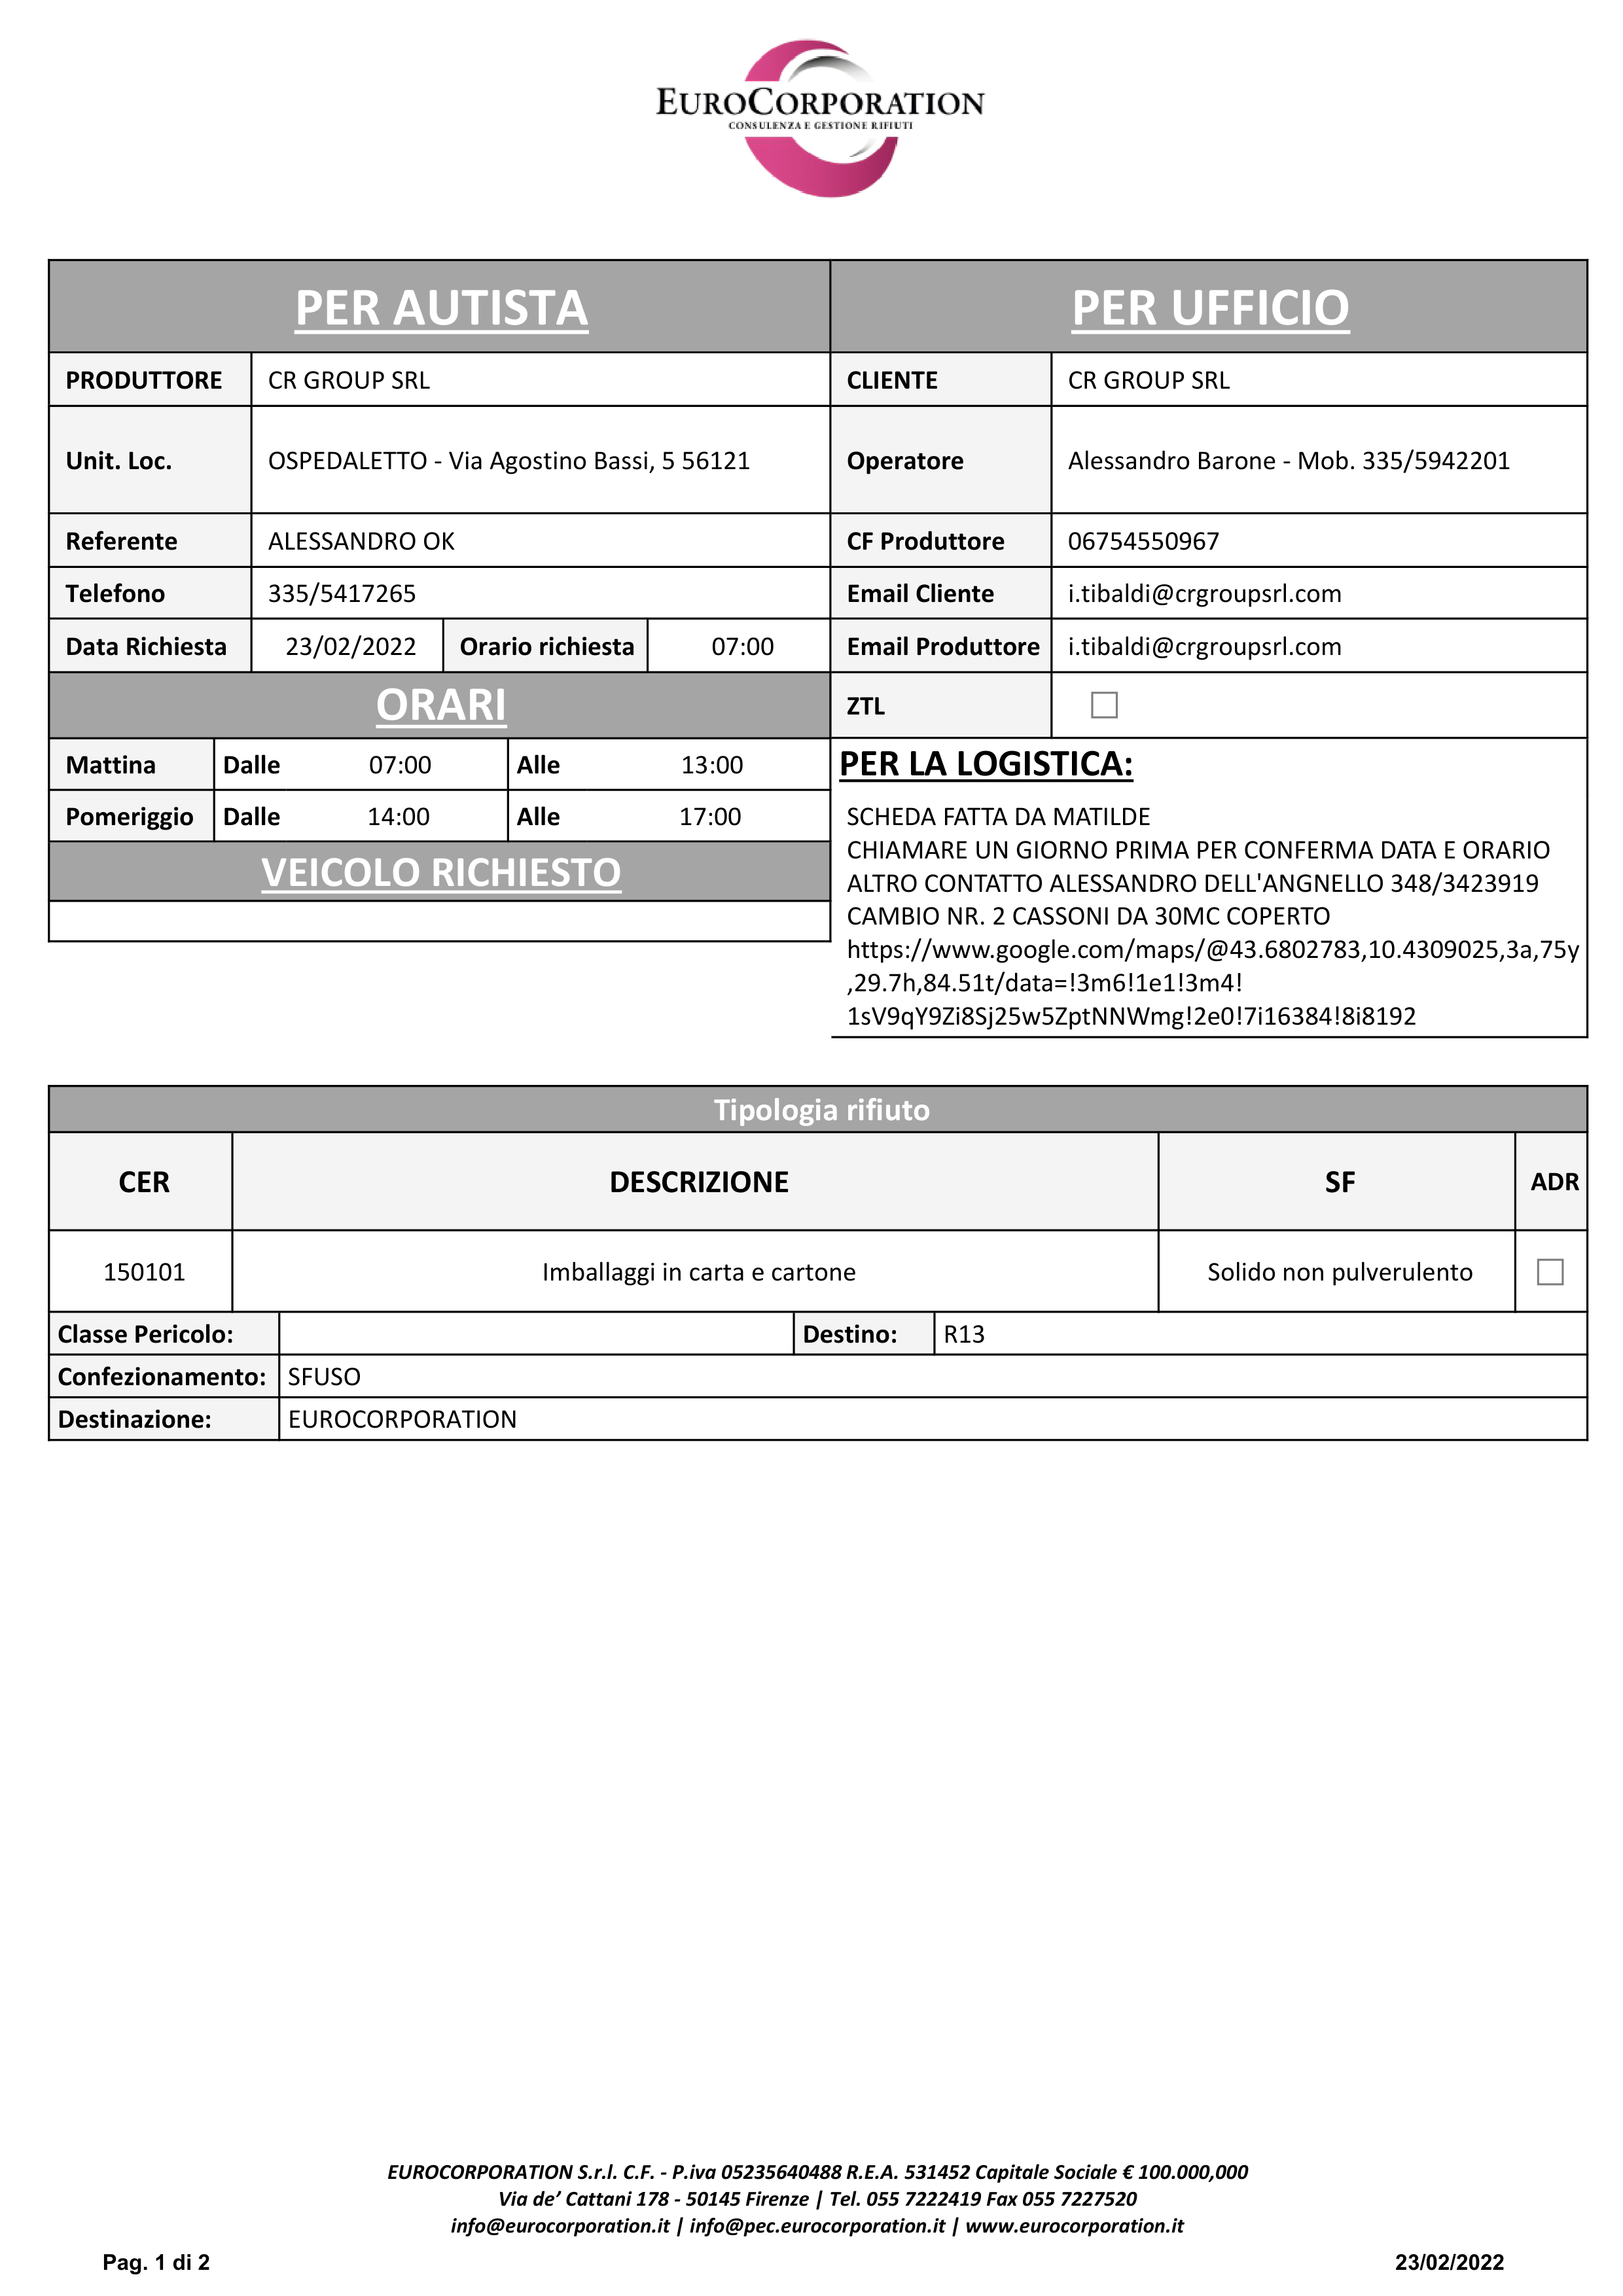 EUROCORPORATION
CONSULENZA E GESTIONE RIFIUTI
PER AUTISTA
PRODUTTORE CR GROUP SRL
Unit. Loc. OSPEDALETTO - Via Agostino Bassi, 5 56121
Referente ALESSANDRO OK
Telefono 335/5417265
Data Richiesta 23/02/2022 Orario richiesta 07:00
ORARI
Mattina Dalle 07:00 Alle 13:00
Pomeriggio Dalle 14:00 Alle 17:00
VEICOLO RICHIESTO
PER UFFICIO
CLIENTE CR GROUP SRL
Operatore Alessandro Barone - Mob. 335/5942201
CF Produttore 06754550967
Email Cliente i.tibaldi@crgroupsrl.com
Email Produttore i.tibaldi@crgroupsrl.com
ZTL
PER LA LOGISTICA:
SCHEDA FATTA DA MATILDE
CHIAMARE UN GIORNO PRIMA PER CONFERMA DATA E ORARIO
ALTRO CONTATTO ALESSANDRO DELL'ANGNELLO 348/3423919
CAMBIO NR. 2 CASSONI DA 30MC COPERTO
https://www.google.com/maps/@43.6802783,10.4309025,3a,75y
,29.7h,84.51t/data=!3m6!1e1!3m4!
1sV9qY9Zi8Sj25w5ZptNNWmg!2e0!7i16384!8i8192
Tipologia rifiuto
CER DESCRIZIONE SF ADR
150101 Imballaggi in carta e cartone Solido non pulverulento
Classe Pericolo: Destino: R13
Confezionamento: SFUSO
Destinazione: EUROCORPORATION
EUROCORPORATION S.r.l. C.F. - P.iva 05235640488 R.E.A. 531452 Capitale Sociale € 100.000,000
Via de’ Cattani 178 - 50145 Firenze | Tel. 055 7222419 Fax 055 7227520
info@eurocorporation.it | info@pec.eurocorporation.it | www.eurocorporation.it
Pag. 1 di 2 23/02/2022